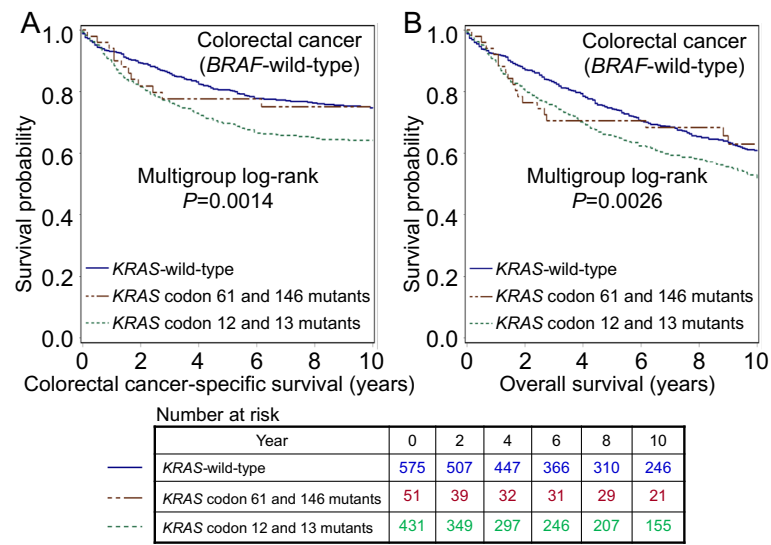 A
1.0
0.8
0.6
0.4
0.2
0.0
Survival probability
Colorectal cancer
(BRAF-wild-type)
Multigroup log-rank
P=0.0014
KRAS-wild-type
KRAS codon 61 and 146 mutants
KRAS codon 12 and 13 mutants
0 2 4 6 8 10
Colorectal cancer-specific survival (years)
B
1.0
0.8
0.6
0.4
0.2
0.0
Survival probability
Colorectal cancer
(BRAF-wild-type)
Multigroup log-rank
P=0.0026
KRAS-wild-type
KRAS codon 61 and 146 mutants
KRAS codon 12 and 13 mutants
0 2 4 6 8 10
Overall survival (years)
Number at risk
Year 0 2 4 6 8 10
KRAS-wild-type 575 507 447 366 310 246
KRAS codon 61 and 146 mutants 51 39 32 31 29 21
KRAS codon 12 and 13 mutants 431 349 297 246 207 155